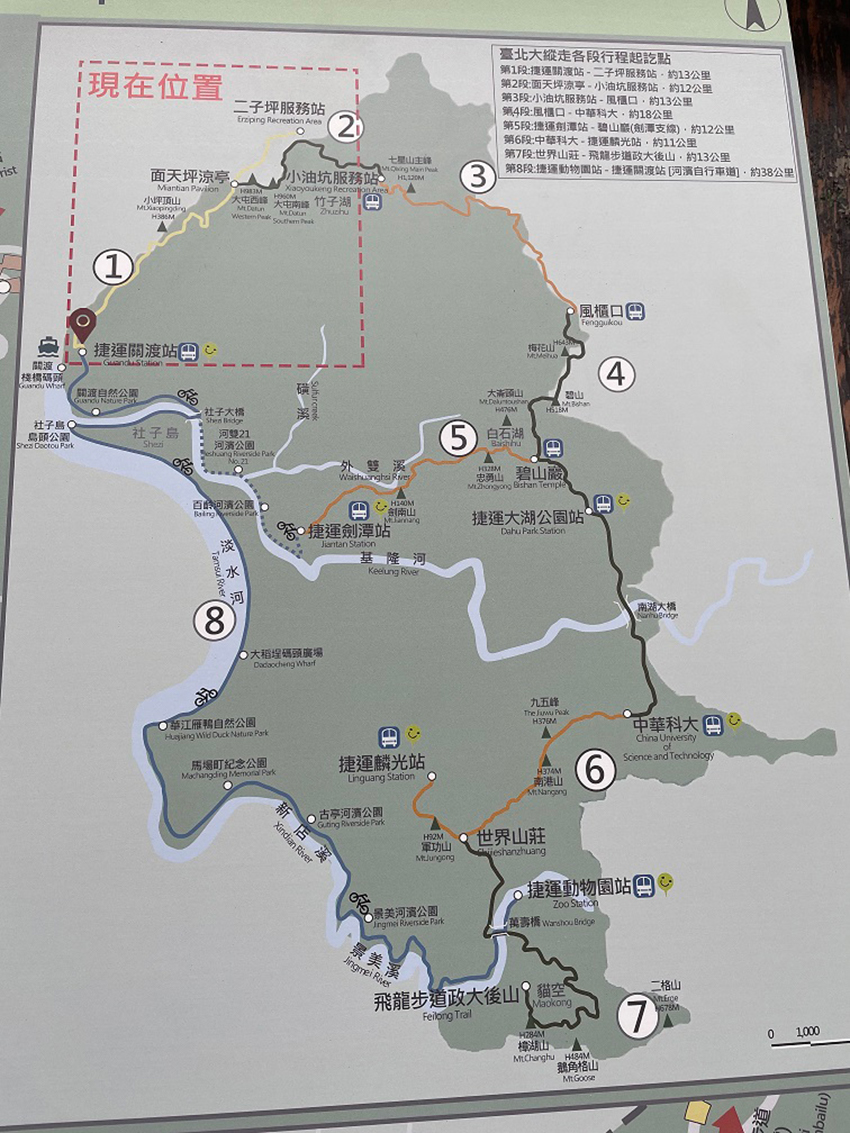 臺北大縱走各段行程起訖點
第1段:捷運關渡站 - 二子坪服務站,約13公里
第2段:面天坪涼亭 - 小油坑服務站,約12公里
第3段:小油坑服務站 - 風櫃口,約13公里
第4段:風櫃口 - 中華科大,約18公里
第5段:捷運劍潭站 - 碧山巖(劍潭支線),約12公里
第6段:中華科大 - 捷運麟光站,約11公里
第7段:世界山莊 - 飛龍步道政大後山,約13公里
第8段:捷運動物園站 - 捷運關渡站 [河濱自行車道],約38公里
現在位置
二子坪服務站
Erziping Recreation Area
2
面天坪涼亭
Miantian Pavilion
小油坑服務站
Xiaoyoukeng Recreation Area
七星山主峰
Mt.Qixing Main Peak
H1,120M
3
小坪頂山
Mt.Xiaopingding
H386M
H983M
大屯西峰
Mt.Datun
Western Peak
H960M
大屯南峰
Mt.Datun
Southern Peak
竹子湖
Zhuzihu
1
捷運關渡站
Guandu Station
風櫃口
Fengguikou
梅花山
Mt.Meihua
4
碧山
Mt.Bishan
H518M
關渡
棧橋碼頭
Guandu Wharf
關渡自然公園
Guandu Nature Park
社子大橋
Shezi Bridge
社子島
島頭公園
Shezi Daotou Park
社子島
Shezi
河雙21
河濱公園
No.21
磺溪
Sulfur creek
大崙頭山
Mt.Dalunwoushan
H476M
白石湖
Baishihu
5
外雙溪
Waishuangshi River
H328M
忠勇山
Mt.Zhongyong
碧山巖
Bishan Temple
H140M
劍南山
Mt.Jiannang
百齡河濱公園
Bailing Riverside Park
捷運劍潭站
Jiantan Station
捷運大湖公園站
Dahu Park Station
淡水河
Tamsui River
基隆河
Keelung River
南湖大橋
Nanhu Bridge
8
大稻埕碼頭廣場
Dadaocheng Wharf
九五峰
The Jiuwu Peak
H376M
中華科大
China University
of
Science and Technology
華江雁鴨自然公園
Huajiang Wild Duck Nature Park
馬場町紀念公園
Machangding Memorial Park
捷運麟光站
Linguang Station
H374M
南港山
Mt.Nangang
6
新店溪
Xindian River
古亭河濱公園
Guting Riverside Park
H92M
軍功山
Mt.Jungong
世界山莊
Shijieshanzhuang
捷運動物園站
Zoo Station
景美河濱公園
Jingmei Riverside Park
萬壽橋 Wanshou Bridge
景美溪
Jingmei River
飛龍步道政大後山
Feilong Trail
貓空
Maokong
二格山
Mt.Erge
H678M
7
H284M
樟湖山
Mt.Changhu
H484M
鵝角格山
Mt.Goose
0 1,000